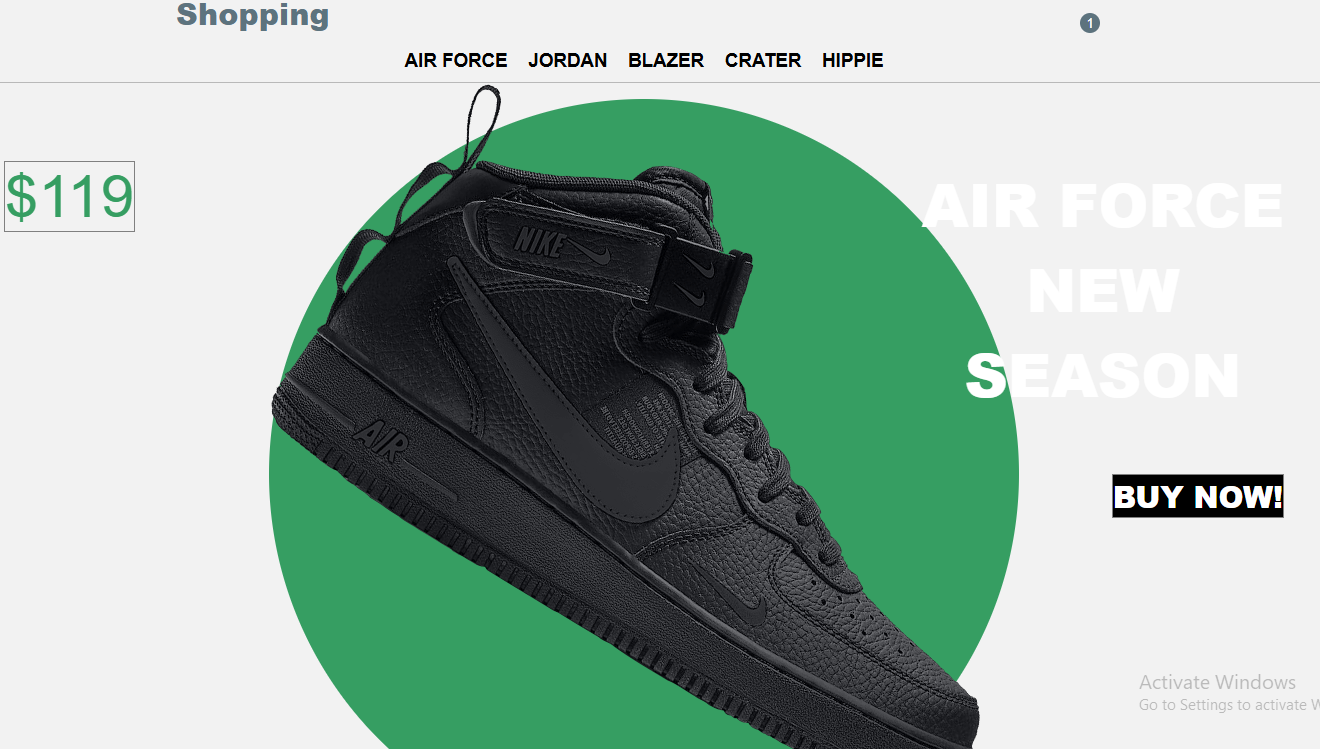 Shopping
1
AIR FORCE JORDAN BLAZER CRATER HIPPIE
$119
AIR FORCE
NEW
SEASON
NIKE
AIR
BUY NOW!
Activate Windows
Go to Settings to activate W